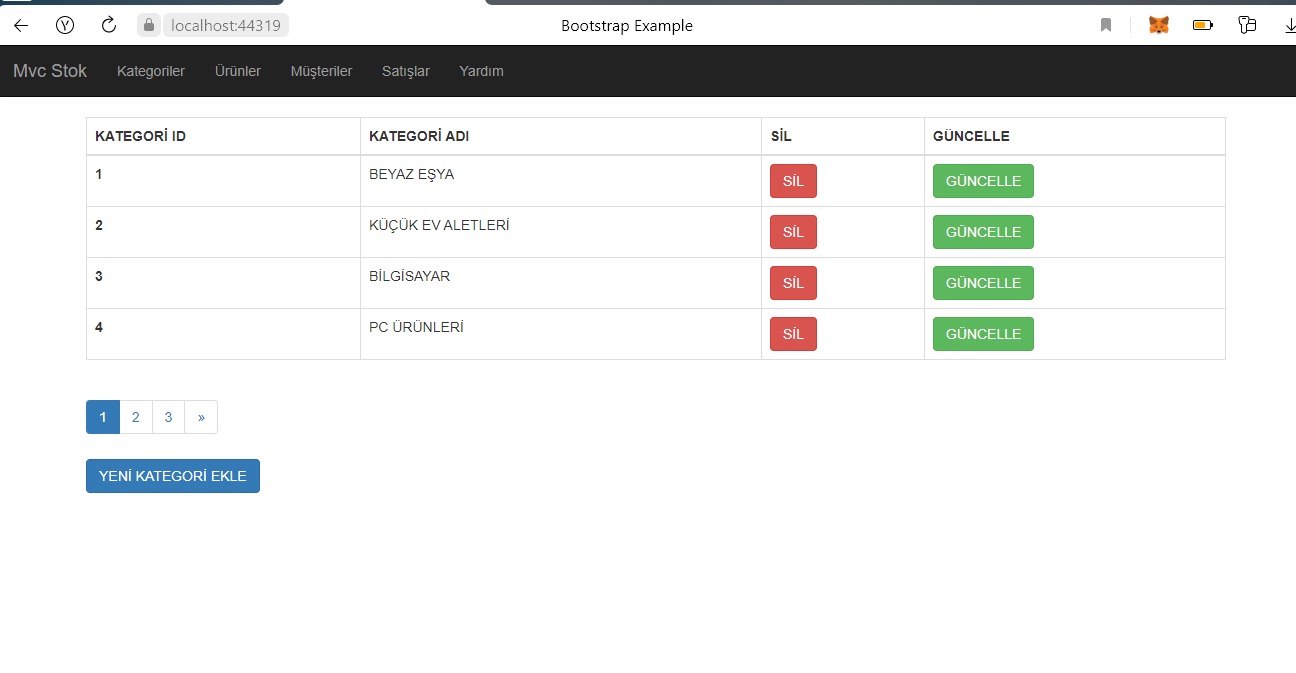 localhost:44319 Bootstrap Example
Mvc Stok Kategoriler Ürünler Müşteriler Satışlar Yardım
KATEGORİ ID KATEGORİ ADI SİL GÜNCELLE
1 BEYAZ EŞYA SİL GÜNCELLE
2 KÜÇÜK EV ALETLERİ SİL GÜNCELLE
3 BİLGİSAYAR SİL GÜNCELLE
4 PC ÜRÜNLERİ SİL GÜNCELLE
1 2 3 »
YENİ KATEGORİ EKLE